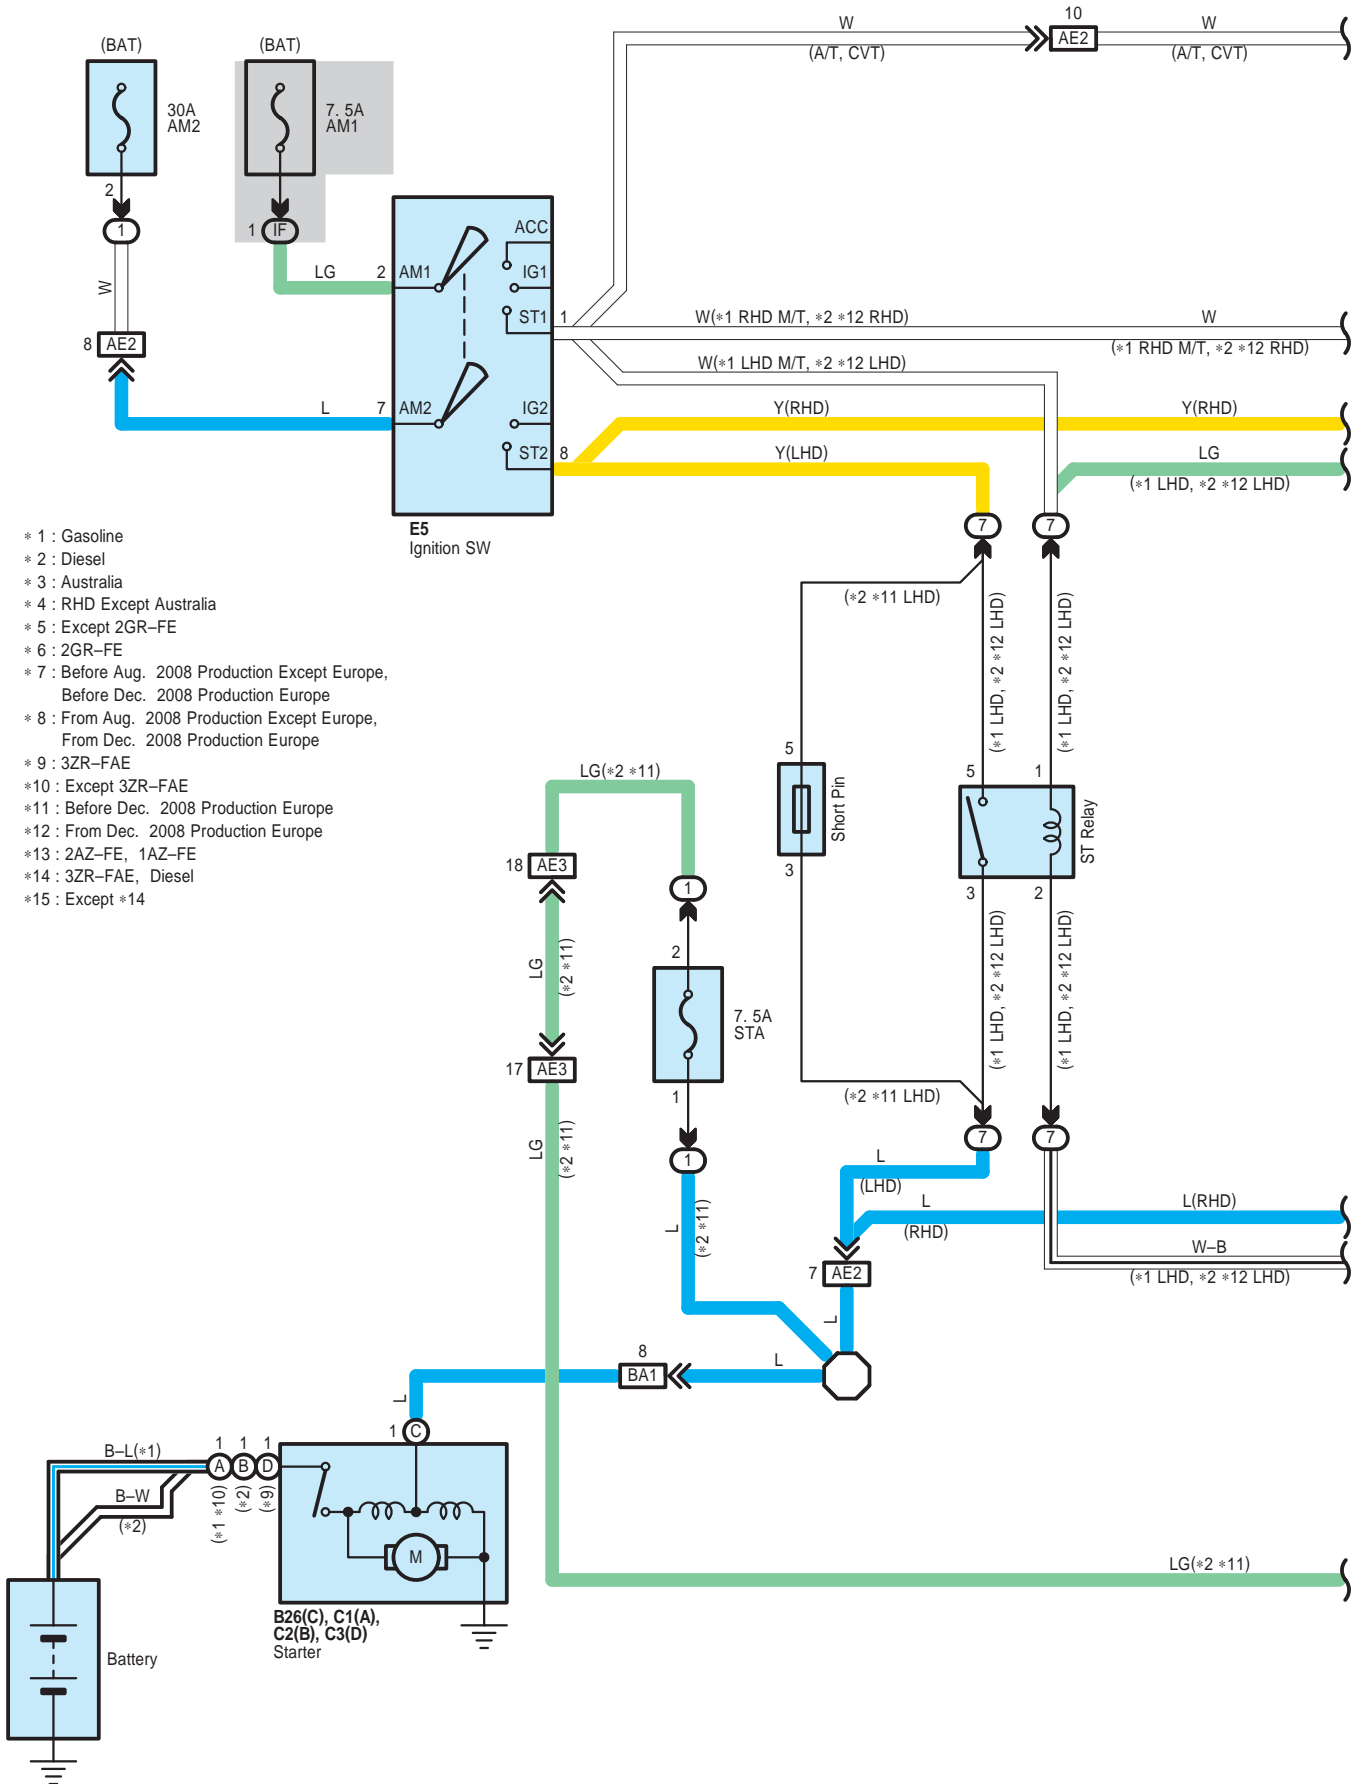 W
10
AE2
W
(A/T, CVT)
(A/T, CVT)
(BAT)
(BAT)
30A
AM2
7. 5A
AM1
2
1
1
IF
W
LG
2
AM1
ACC
IG1
ST1
1
W(*1 RHD M/T, *2 *12 RHD)
W
(*1 RHD M/T, *2 *12 RHD)
8
AE2
W(*1 LHD M/T, *2 *12 LHD)
L
7
AM2
IG2
ST2
8
Y(RHD)
Y(RHD)
Y(LHD)
LG
(*1 LHD, *2 *12 LHD)
E5
Ignition SW
7
7
* 1 : Gasoline
* 2 : Diesel
* 3 : Australia
* 4 : RHD Except Australia
* 5 : Except 2GR–FE
* 6 : 2GR–FE
* 7 : Before Aug. 2008 Production Except Europe,
Before Dec. 2008 Production Europe
* 8 : From Aug. 2008 Production Except Europe,
From Dec. 2008 Production Europe
* 9 : 3ZR–FAE
*10 : Except 3ZR–FAE
*11 : Before Dec. 2008 Production Europe
*12 : From Dec. 2008 Production Europe
*13 : 2AZ–FE, 1AZ–FE
*14 : 3ZR–FAE, Diesel
*15 : Except *14
(*2 *11 LHD)
(*1 LHD, *2 *12 LHD)
(*1 LHD, *2 *12 LHD)
5
Short Pin
3
5
1
ST Relay
3
2
LG(*2 *11)
18
AE3
1
LG
(*2 *11)
2
7. 5A
STA
1
17
AE3
(*1 LHD, *2 *12 LHD)
(*1 LHD, *2 *12 LHD)
(*2 *11 LHD)
LG
(*2 *11)
1
7
7
L
(LHD)
L
(*2 *11)
L
(RHD)
L(RHD)
W–B
(*1 LHD, *2 *12 LHD)
7
AE2
L
8
BA1
L
L
1
C
B–L(*1)
B–W
(*2)
1
1
1
A
B
D
(*1 *10)
(*2)
(*9)
M
LG(*2 *11)
B26(C), C1(A),
C2(B), C3(D)
Starter
Battery